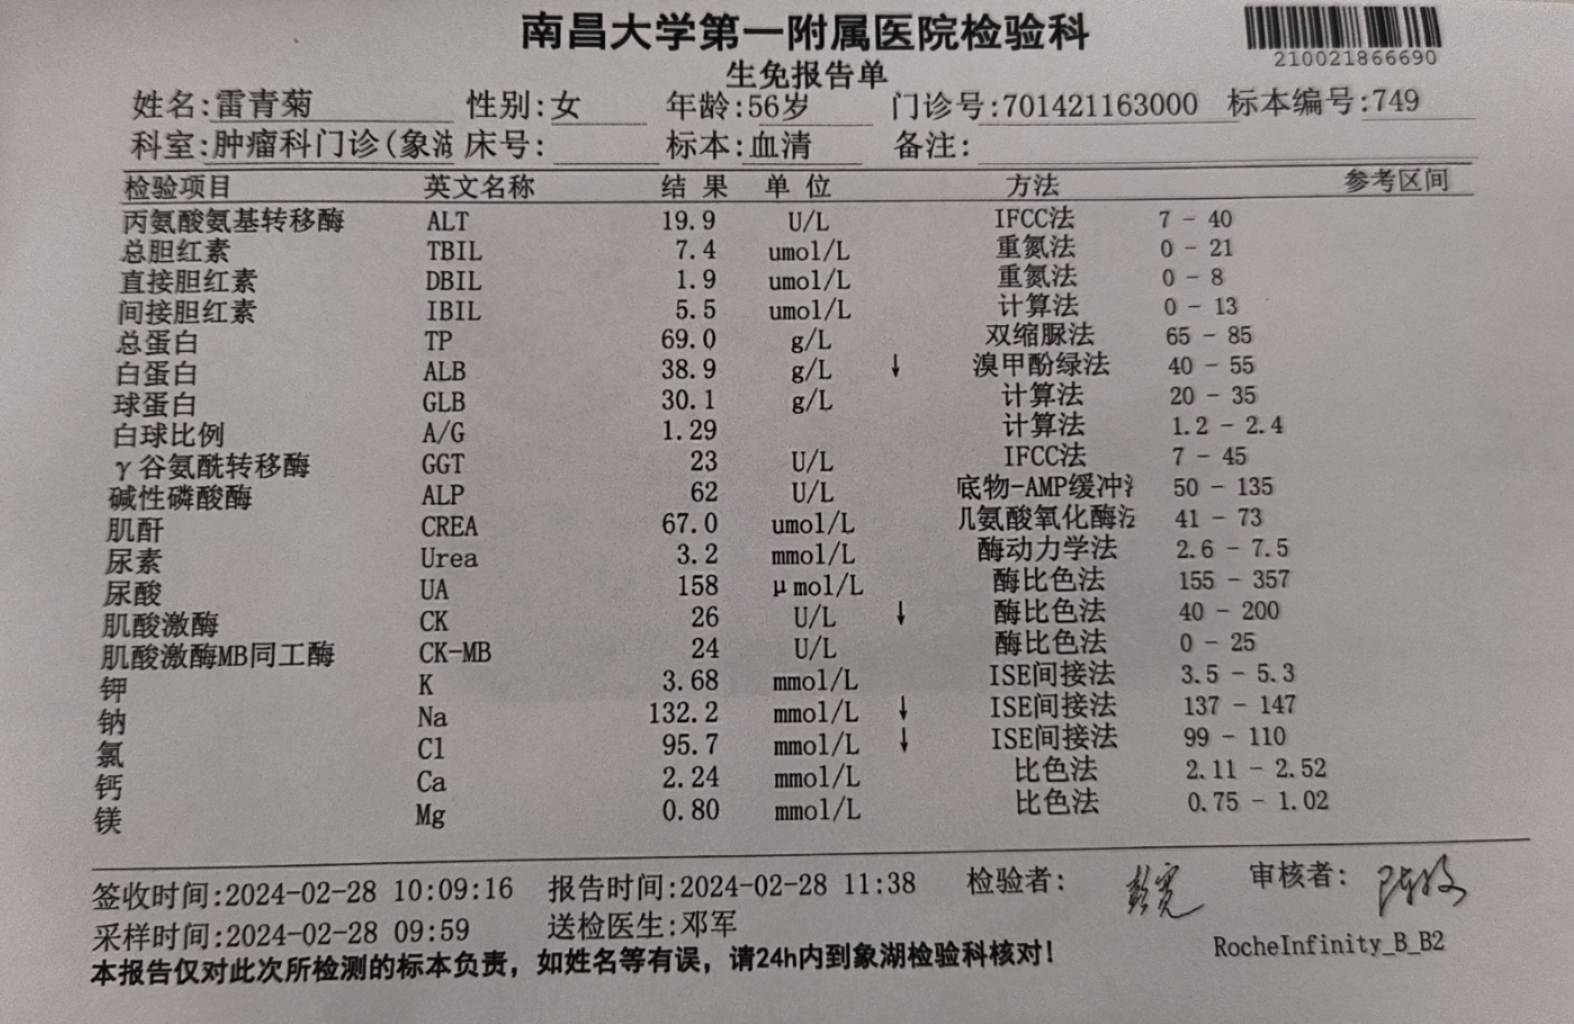 南昌大学第一附属医院检验科
210021866690
生免报告单
姓名:雷青菊 性别:女 年龄:56岁 门诊号:701421163000 标本编号:749
科室:肿瘤科门诊(象湖 床号: 标本:血清 备注:
检验项目 英文名称 结 果 单 位 方法 参考区间
丙氨酸氨基转移酶 ALT 19.9 U/L IFCC法 7 - 40
总胆红素 TBIL 7.4 umol/L 重氮法 0 - 21
直接胆红素 DBIL 1.9 umol/L 重氮法 0 - 8
间接胆红素 IBIL 5.5 umol/L 计算法 0 - 13
总蛋白 TP 69.0 g/L 双缩脲法 65 - 85
白蛋白 ALB 38.9 g/L ↓ 溴甲酚绿法 40 - 55
球蛋白 GLB 30.1 g/L 计算法 20 - 35
白球比例 A/G 1.29 计算法 1.2 - 2.4
γ谷氨酰转移酶 GGT 23 U/L IFCC法 7 - 45
碱性磷酸酶 ALP 62 U/L 底物-AMP缓冲 50 - 135
肌酐 CREA 67.0 umol/L 氨酸氧化酶 41 - 73
尿素 Urea 3.2 mmol/L 酶动力学法 2.6 - 7.5
尿酸 UA 158 μmol/L 酶比色法 155 - 357
肌酸激酶 CK 26 U/L ↓ 酶比色法 40 - 200
肌酸激酶MB同工酶 CK-MB 24 U/L 酶比色法 0 - 25
钾 K 3.68 mmol/L ISE间接法 3.5 - 5.3
钠 Na 132.2 mmol/L ↓ ISE间接法 137 - 147
氯 Cl 95.7 mmol/L ↓ ISE间接法 99 - 110
钙 Ca 2.24 mmol/L 比色法 2.11 - 2.52
镁 Mg 0.80 mmol/L 比色法 0.75 - 1.02
签收时间:2024-02-28 10:09:16 报告时间:2024-02-28 11:38 检验者: 审核者:
采样时间:2024-02-28 09:59 送检医生:邓军
RocheInfinity_B_B2
本报告仅对此次所检测的标本负责，如姓名等有误，请24h内到象湖检验科核对!